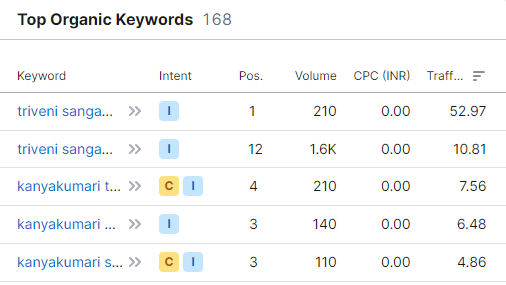 Top Organic Keywords 168
Keyword Intent Pos. Volume CPC (INR) Traff...
triveni sanga... I 1 210 0.00 52.97
triveni sanga... I 12 1.6K 0.00 10.81
kanyakumari t... C I 4 210 0.00 7.56
kanyakumari ... I 3 140 0.00 6.48
kanyakumari s... C I 3 110 0.00 4.86